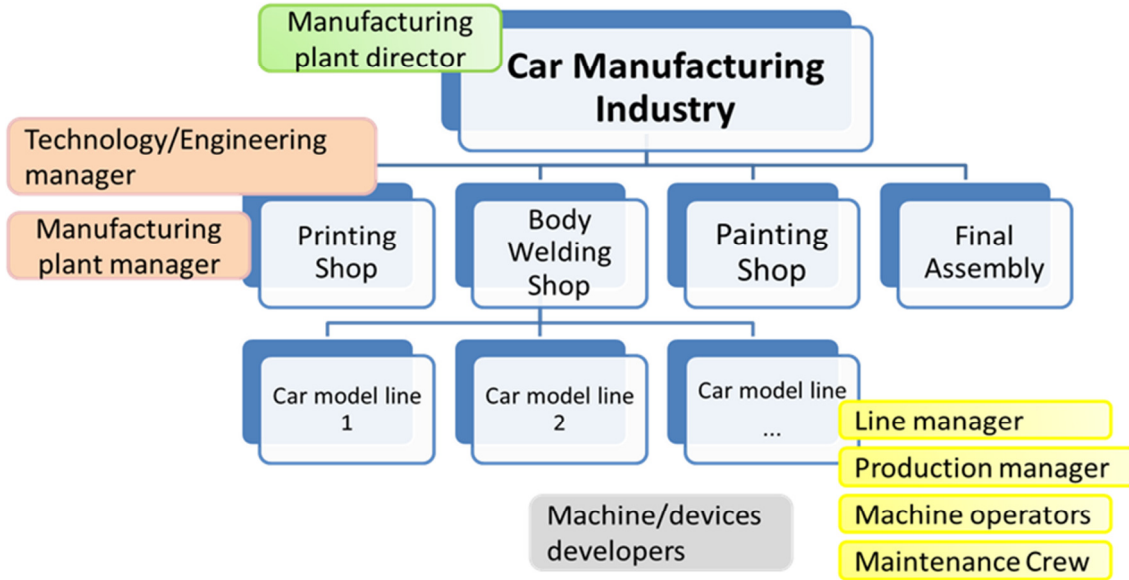 Manufacturing
plant director
Car Manufacturing
Industry
Technology/Engineering
manager
Manufacturing
plant manager
Printing
Shop
Body
Welding
Shop
Painting
Shop
Final
Assembly
Car model line
1
Car model line
2
Car model line
...
Line manager
Production manager
Machine operators
Maintenance Crew
Machine/devices
developers